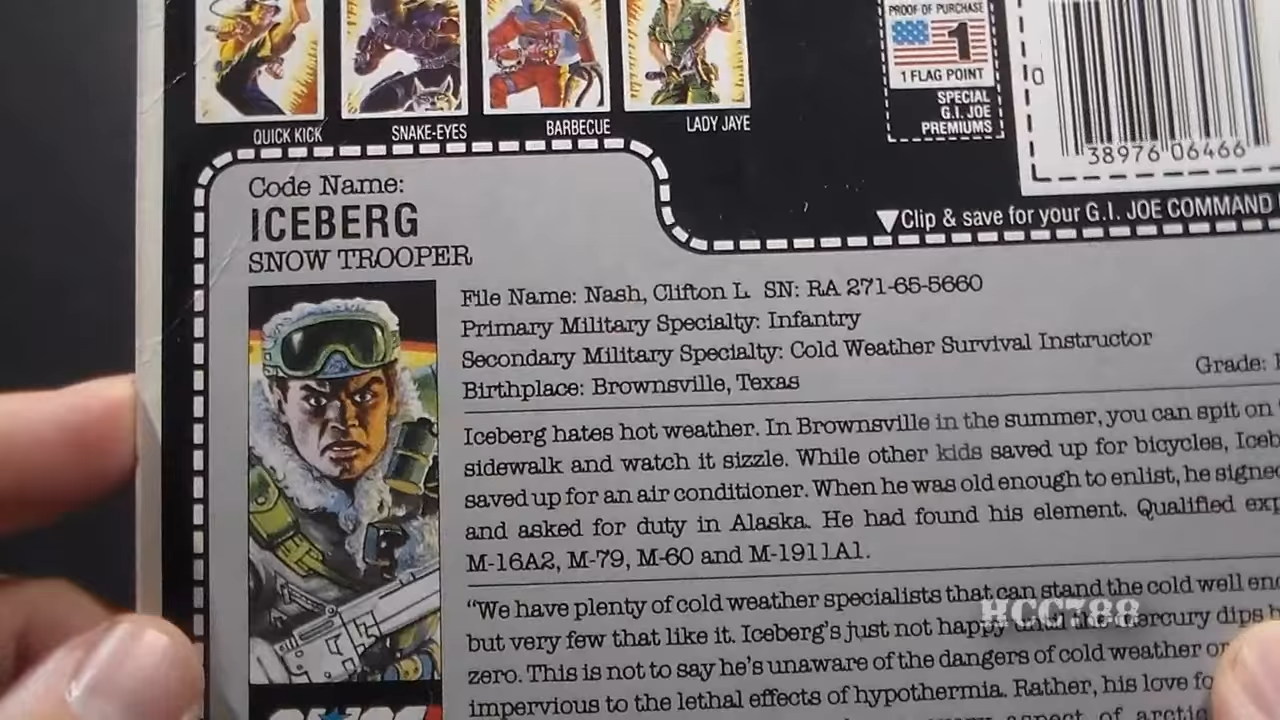 QUICK KICK
SNAKE-EYES
BARBECUE
LADY JAYE
PROOF OF PURCHASE
1
1 FLAG POINT
SPECIAL
G.I. JOE
PREMIUMS
0
38976 06466
▼Clip & save for your G.I. JOE COMMAND
Code Name:
ICEBERG
SNOW TROOPER
File Name: Nash, Clifton L. SN: RA 271-65-5660
Primary Military Specialty: Infantry
Secondary Military Specialty: Cold Weather Survival Instructor
Birthplace: Brownsville, Texas
Grade:
Iceberg hates hot weather. In Brownsville in the summer, you can spit on
sidewalk and watch it sizzle. While other kids saved up for bicycles, Iceb
saved up for an air conditioner. When he was old enough to enlist, he signed
and asked for duty in Alaska. He had found his element. Qualified exp
M-16A2, M-79, M-60 and M-1911A1.
"We have plenty of cold weather specialists that can stand the cold well eno
but very few that like it. Iceberg's just not happy until the mercury dips b
zero. This is not to say he's unaware of the dangers of cold weather or
impervious to the lethal effects of hypothermia. Rather, his love fo
aspect of arctic
HCC788
G.I. JOE